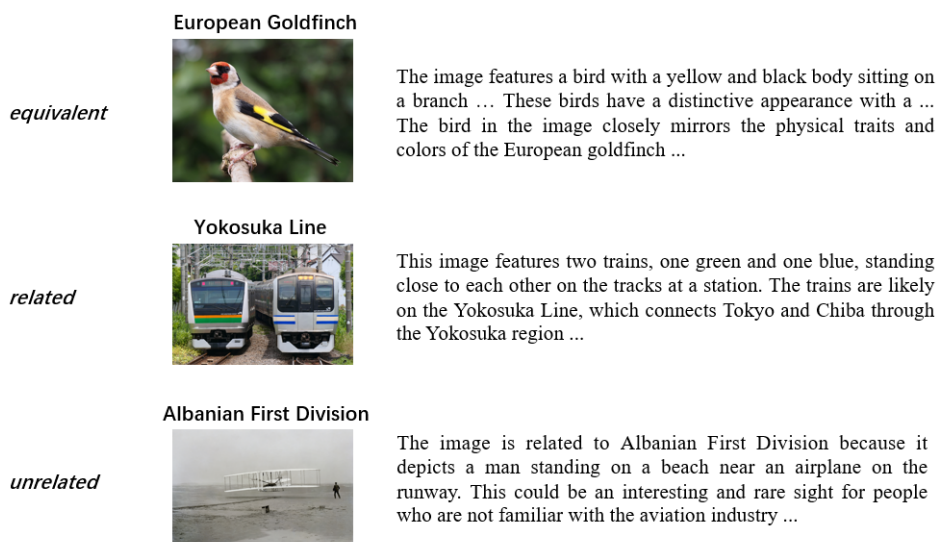 European Goldfinch
equivalent
The image features a bird with a yellow and black body sitting on
a branch … These birds have a distinctive appearance with a ...
The bird in the image closely mirrors the physical traits and
colors of the European goldfinch ...
Yokosuka Line
related
This image features two trains, one green and one blue, standing
close to each other on the tracks at a station. The trains are likely
on the Yokosuka Line, which connects Tokyo and Chiba through
the Yokosuka region ...
Albanian First Division
unrelated
The image is related to Albanian First Division because it
depicts a man standing on a beach near an airplane on the
runway. This could be an interesting and rare sight for people
who are not familiar with the aviation industry ...